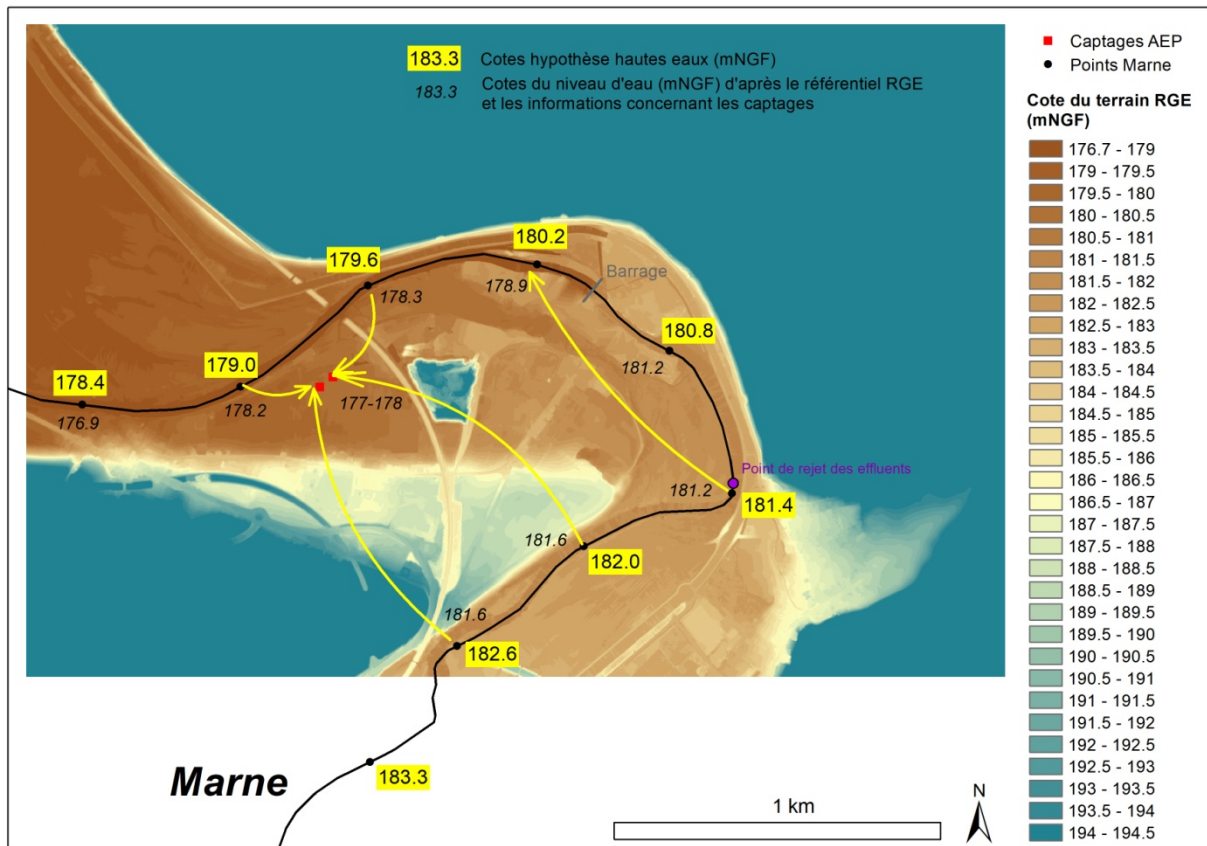 183.3 Cotes hypothèse hautes eaux (mNGF)
183.3 Cotes du niveau d'eau (mNGF) d'après le référentiel RGE
et les informations concernant les captages
180.2
179.6
Barrage
178.3
178.9
180.8
179.0
181.2
178.4
177-178
178.2
176.9
Point de rejet des effluents
181.2
181.4
181.6
182.0
181.6
182.6
Marne
183.3
1 km
N
Captages AEP
Points Marne
Cote du terrain RGE
(mNGF)
176.7 - 179
179 - 179.5
179.5 - 180
180 - 180.5
180.5 - 181
181 - 181.5
181.5 - 182
182 - 182.5
182.5 - 183
183 - 183.5
183.5 - 184
184 - 184.5
184.5 - 185
185 - 185.5
185.5 - 186
186 - 186.5
186.5 - 187
187 - 187.5
187.5 - 188
188 - 188.5
188.5 - 189
189 - 189.5
189.5 - 190
190 - 190.5
190.5 - 191
191 - 191.5
191.5 - 192
192 - 192.5
192.5 - 193
193 - 193.5
193.5 - 194
194 - 194.5